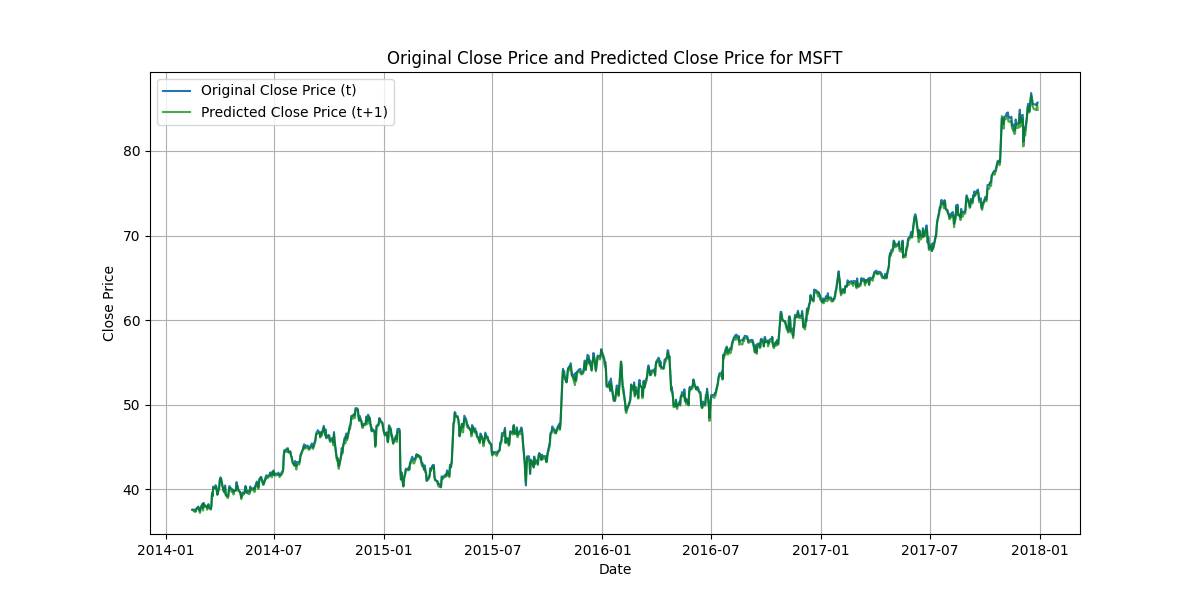 Original Close Price and Predicted Close Price for MSFT
Original Close Price (t)
Predicted Close Price (t+1)
Close Price
80
70
60
50
40
2014-01 2014-07 2015-01 2015-07 2016-01 2016-07 2017-01 2017-07 2018-01
Date